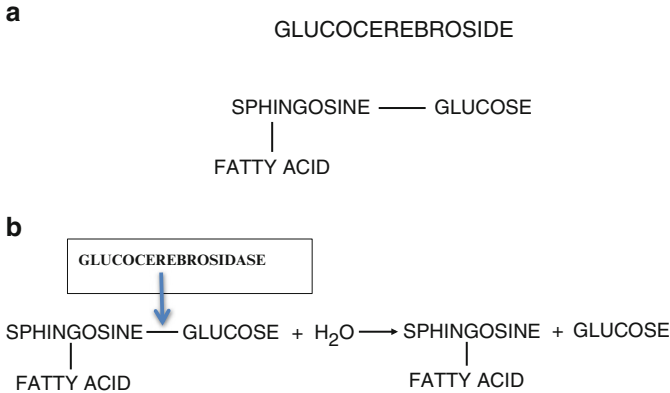 a
GLUCOCEREBROSIDE
SPHINGOSINE GLUCOSE
FATTY ACID
b
GLUCOCEREBROSIDASE
SPHINGOSINE GLUCOSE + H2O SPHINGOSINE + GLUCOSE
FATTY ACID FATTY ACID